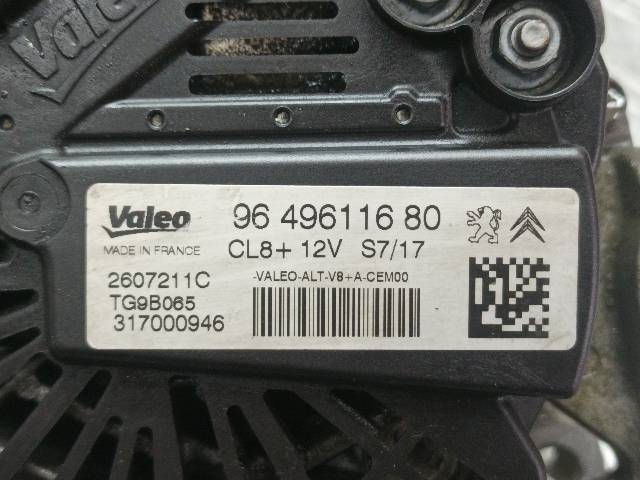 Valeo
Valeo 96 496116 80
MADE IN FRANCE CL8+ 12V S7/17
2607211C -VALEO-ALT-V8+A-CEM00
TG9B065
317000946